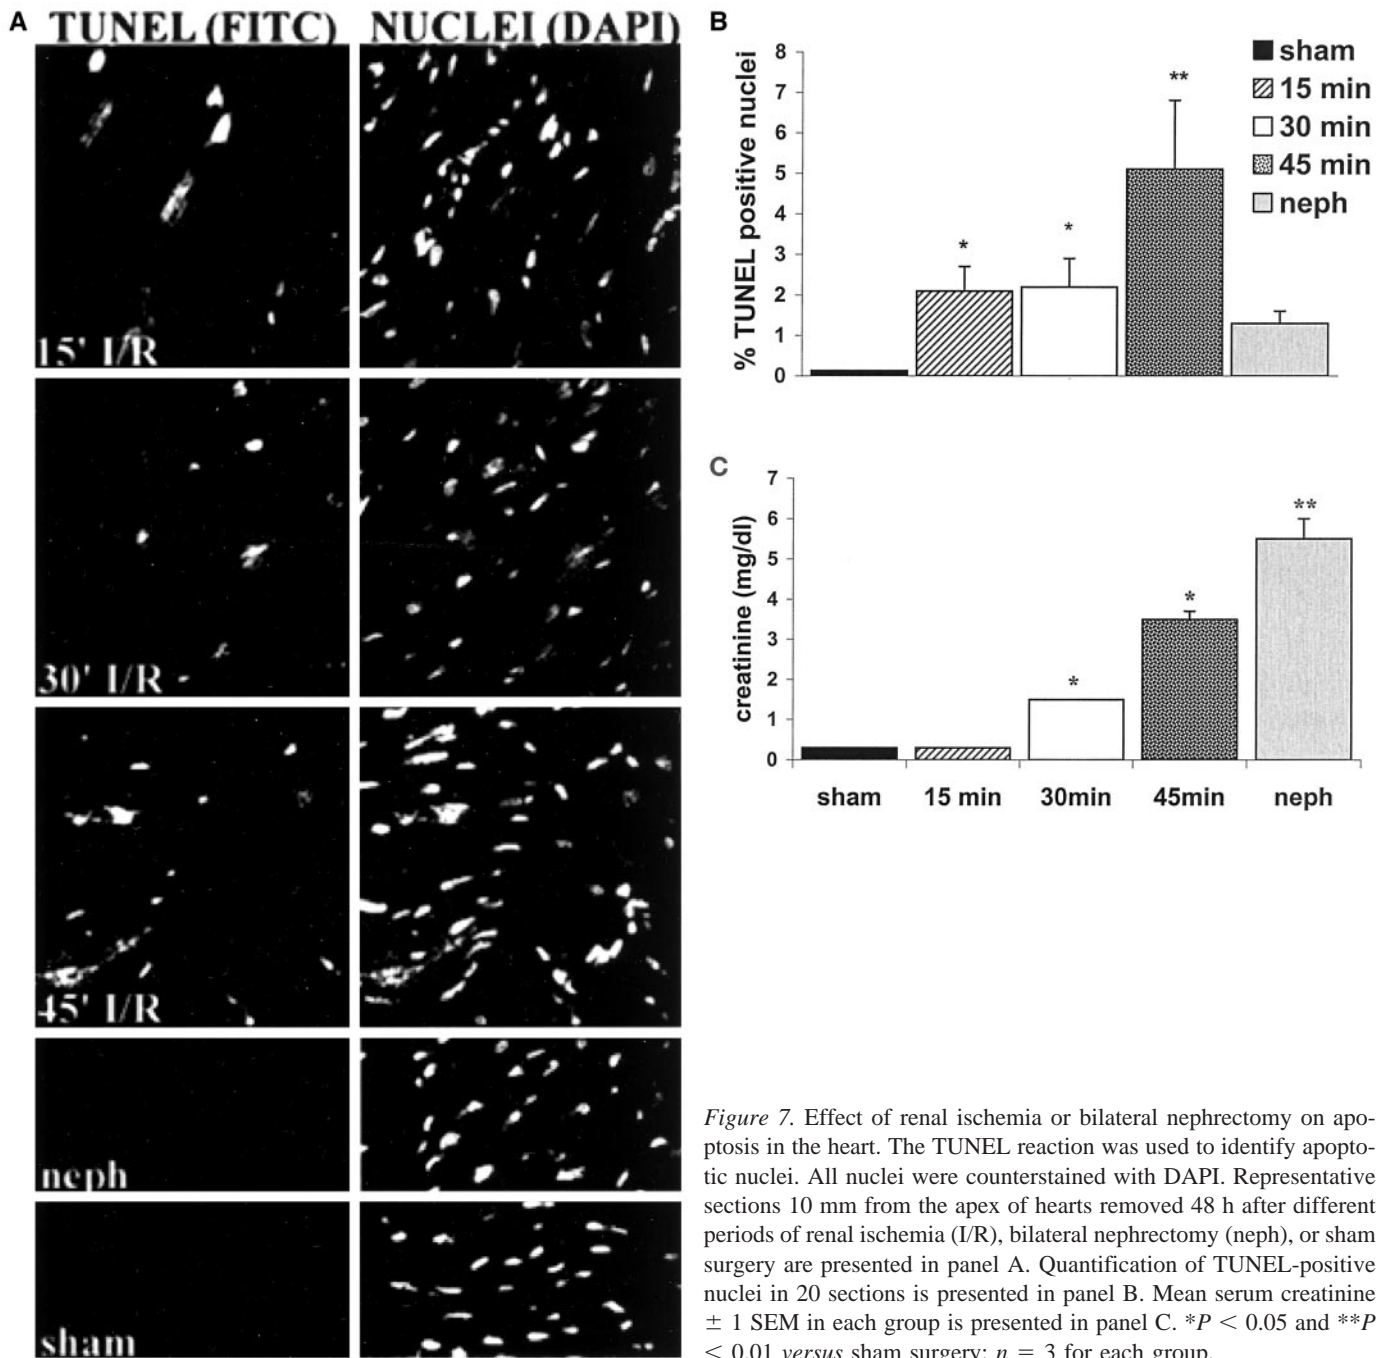 A
TUNEL (FITC) NUCLEI (DAPI)
15' I/R
30' I/R
45' I/R
neph
sham
B
% TUNEL positive nuclei
8
7
6
5
4
3
2
1
0
*
*
**
sham
15 min
30 min
45 min
neph
C
creatinine (mg/dl)
7
6
5
4
3
2
1
0
*
*
**
sham 15 min 30min 45min neph
Figure 7. Effect of renal ischemia or bilateral nephrectomy on apo-
ptosis in the heart. The TUNEL reaction was used to identify apopto-
tic nuclei. All nuclei were counterstained with DAPI. Representative
sections 10 mm from the apex of hearts removed 48 h after different
periods of renal ischemia (I/R), bilateral nephrectomy (neph), or sham
surgery are presented in panel A. Quantification of TUNEL-positive
nuclei in 20 sections is presented in panel B. Mean serum creatinine
± 1 SEM in each group is presented in panel C. *P < 0.05 and **P
< 0.01 versus sham surgery; n = 3 for each group.